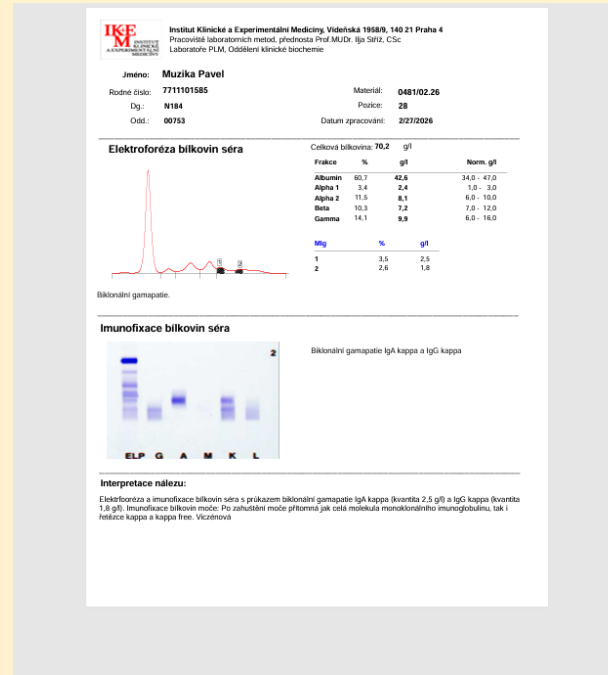 IKEM
INSTITUT
KLINICKÉ
A EXPERIMENTÁLNÍ
MEDICÍNY
Institut Klinické a Experimentální Medicíny, Vídeňská 1958/9, 140 21 Praha 4
Pracoviště laboratorních metod, přednosta Prof.MUDr. Ilja Stříž, CSc
Laboratoře PLM, Oddělení klinické biochemie
Jméno: Muzika Pavel
Rodné číslo: 7711101585 Materiál: 0481/02.26
Dg.: N184 Pozice: 28
Odd.: 00753 Datum zpracování: 2/27/2026
Elektroforéza bílkovin séra
Celková bílkovina: 70,2 g/l
Frakce % g/l Norm. g/l
Albumin 60,7 42,6 34,0 - 47,0
Alpha 1 3,4 2,4 1,0 - 3,0
Alpha 2 11,5 8,1 6,0 - 10,0
Beta 10,3 7,2 7,0 - 12,0
Gamma 14,1 9,9 6,0 - 16,0
MIg % g/l
1 3,5 2,5
2 2,6 1,8
Biklonální gamapatie.
Imunofixace bílkovin séra
2
Biklonální gamapatie IgA kappa a IgG kappa
ELP G A M K L
Interpretace nálezu:
Elektrfooréza a imunofixace bílkovin séra s průkazem biklonální gamapatie IgA kappa (kvantita 2,5 g/l) a IgG kappa (kvantita
1,8 g/l). Imunofixace bílkovin moče: Po zahuštění moče přítomná jak celá molekula monoklonálního imunoglobulinu, tak i
řetězce kappa a kappa free. Viczénová